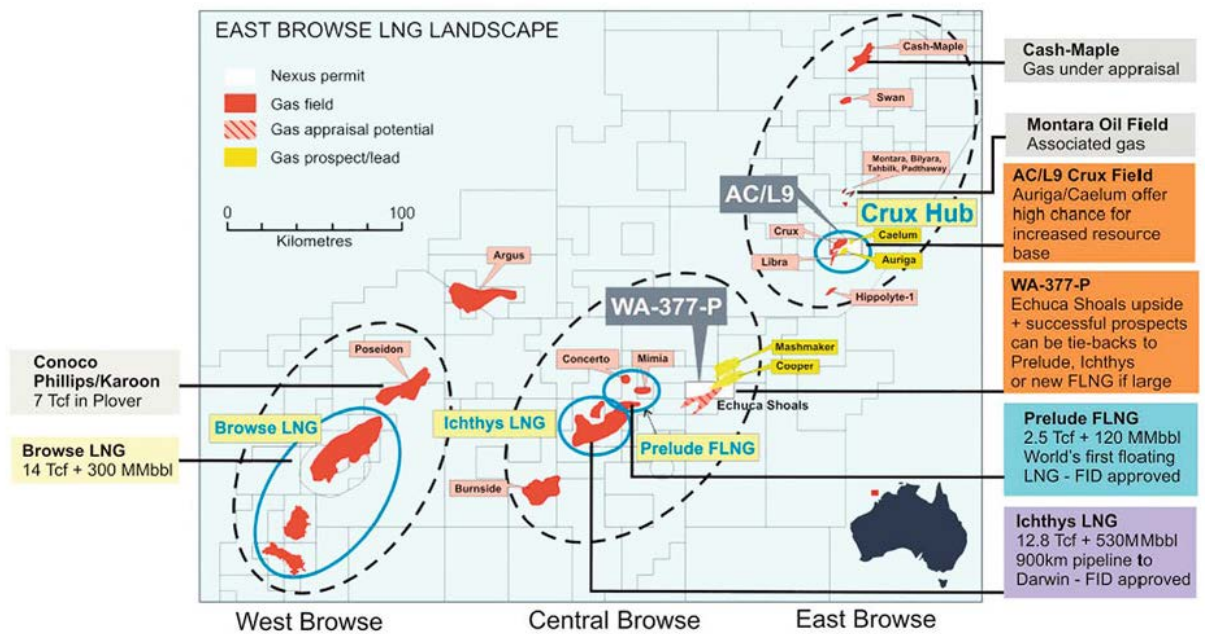 EAST BROWSE LNG LANDSCAPE
Nexus permit
Gas field
Gas appraisal potential
Gas prospect/lead
0 100
Kilometres
Cash-Maple
Swan
Montara, Bilyara,
Tahbilk, Padthaway
AC/L9
Crux Hub
Crux
Caelum
Libra
Auriga
Hippolyte-1
Argus
WA-377-P
Mashmaker
Cooper
Concerto
Mimia
Echuca Shoals
Poseidon
Browse LNG
Ichthys LNG
Prelude FLNG
Burnside
Conoco
Phillips/Karoon
7 Tcf in Plover
Browse LNG
14 Tcf + 300 MMbbl
Cash-Maple
Gas under appraisal
Montara Oil Field
Associated gas
AC/L9 Crux Field
Auriga/Caelum offer
high chance for
increased resource
base
WA-377-P
Echuca Shoals upside
+ successful prospects
can be tie-backs to
Prelude, Ichthys
or new FLNG if large
Prelude FLNG
2.5 Tcf + 120 MMbbl
World's first floating
LNG - FID approved
Ichthys LNG
12.8 Tcf + 530MMbbl
900km pipeline to
Darwin - FID approved
West Browse
Central Browse
East Browse